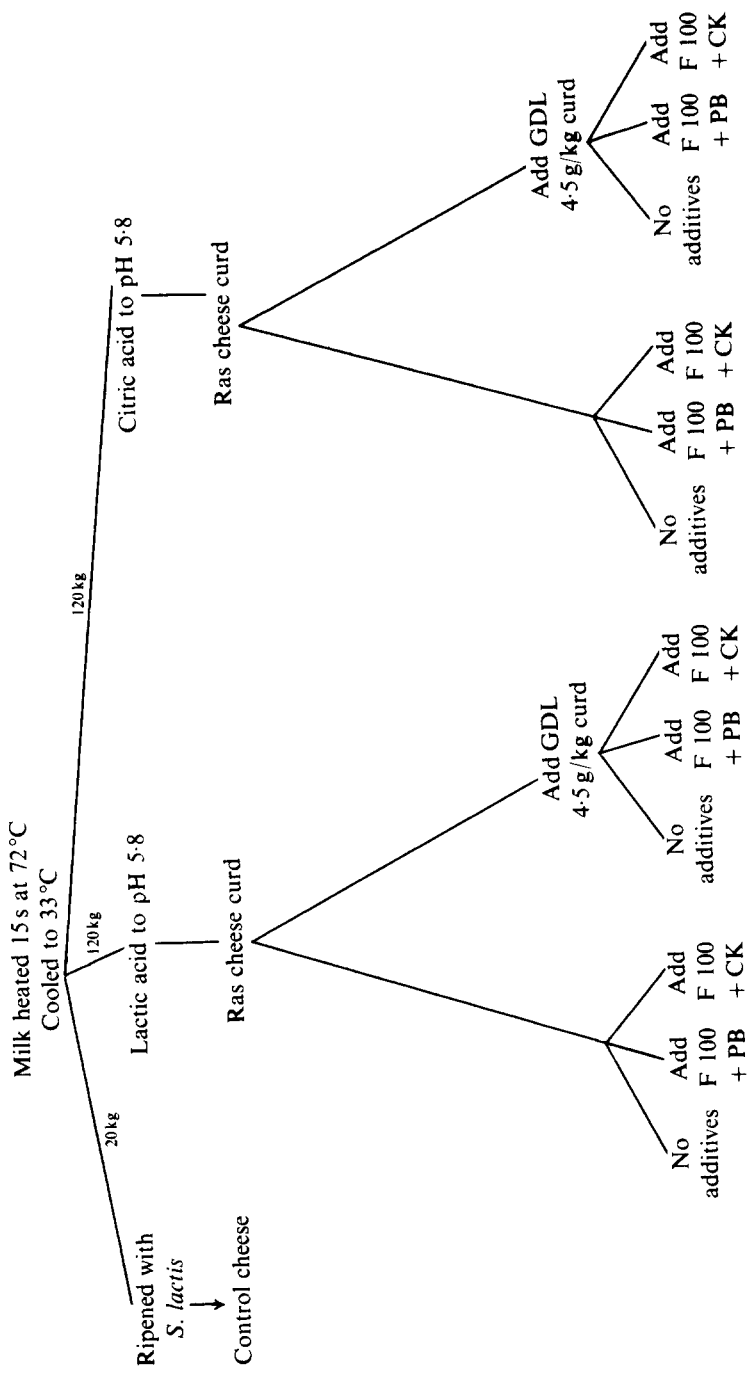 Milk heated 15 s at 72 °C
Cooled to 33 °C
20 kg
120 kg
120 kg
Ripened with
S. lactis
Control cheese
Lactic acid to pH 5·8
Ras cheese curd
Citric acid to pH 5·8
Ras cheese curd
Add GDL
4·5 g/kg curd
Add GDL
4·5 g/kg curd
No
additives
Add
F 100
+ PB
Add
F 100
+ CK
No
additives
Add
F 100
+ PB
Add
F 100
+ CK
No
additives
Add
F 100
+ PB
Add
F 100
+ CK
No
additives
Add
F 100
+ PB
Add
F 100
+ CK